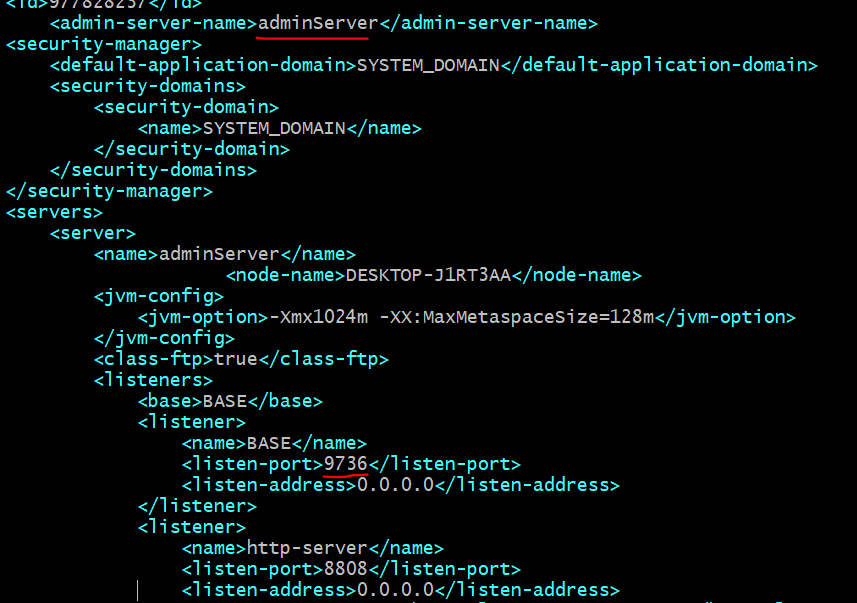 <id>977828237</id>
<admin-server-name>adminServer</admin-server-name>
<security-manager>
<default-application-domain>SYSTEM_DOMAIN</default-application-domain>
<security-domains>
<security-domain>
<name>SYSTEM_DOMAIN</name>
</security-domain>
</security-domains>
</security-manager>
<servers>
<server>
<name>adminServer</name>
<node-name>DESKTOP-J1RT3AA</node-name>
<jvm-config>
<jvm-option>-Xmx1024m -XX:MaxMetaspaceSize=128m</jvm-option>
</jvm-config>
<class-ftp>true</class-ftp>
<listeners>
<base>BASE</base>
<listener>
<name>BASE</name>
<listen-port>9736</listen-port>
<listen-address>0.0.0.0</listen-address>
</listener>
<listener>
<name>http-server</name>
<listen-port>8808</listen-port>
<listen-address>0.0.0.0</listen-address>